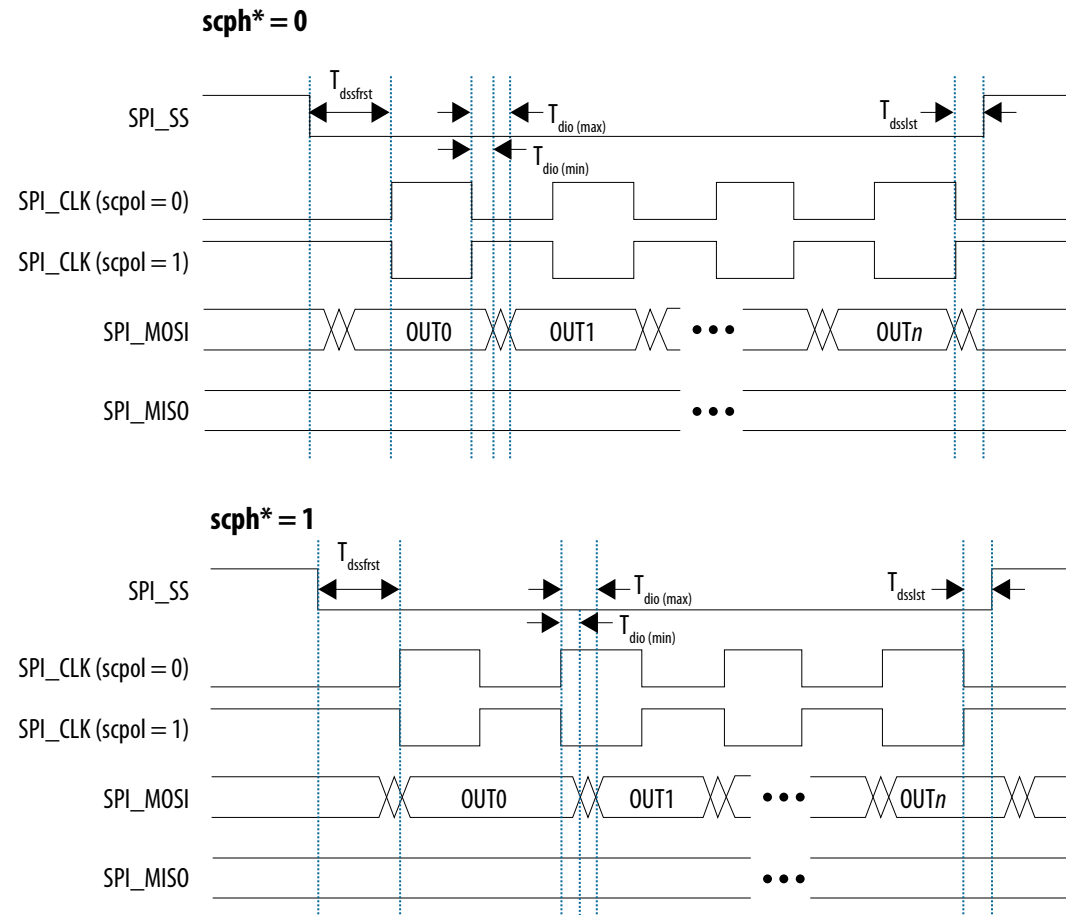 scph* = 0
T dssfrst
SPI_SS
T dio (max)
T dsslst
T dio (min)
SPI_CLK (scpol = 0)
SPI_CLK (scpol = 1)
SPI_MOSI
OUT0
OUT1
•••
OUTn
SPI_MISO
•••
scph* = 1
T dssfrst
SPI_SS
T dio (max)
T dsslst
T dio (min)
SPI_CLK (scpol = 0)
SPI_CLK (scpol = 1)
SPI_MOSI
OUT0
OUT1
•••
OUTn
SPI_MISO
•••